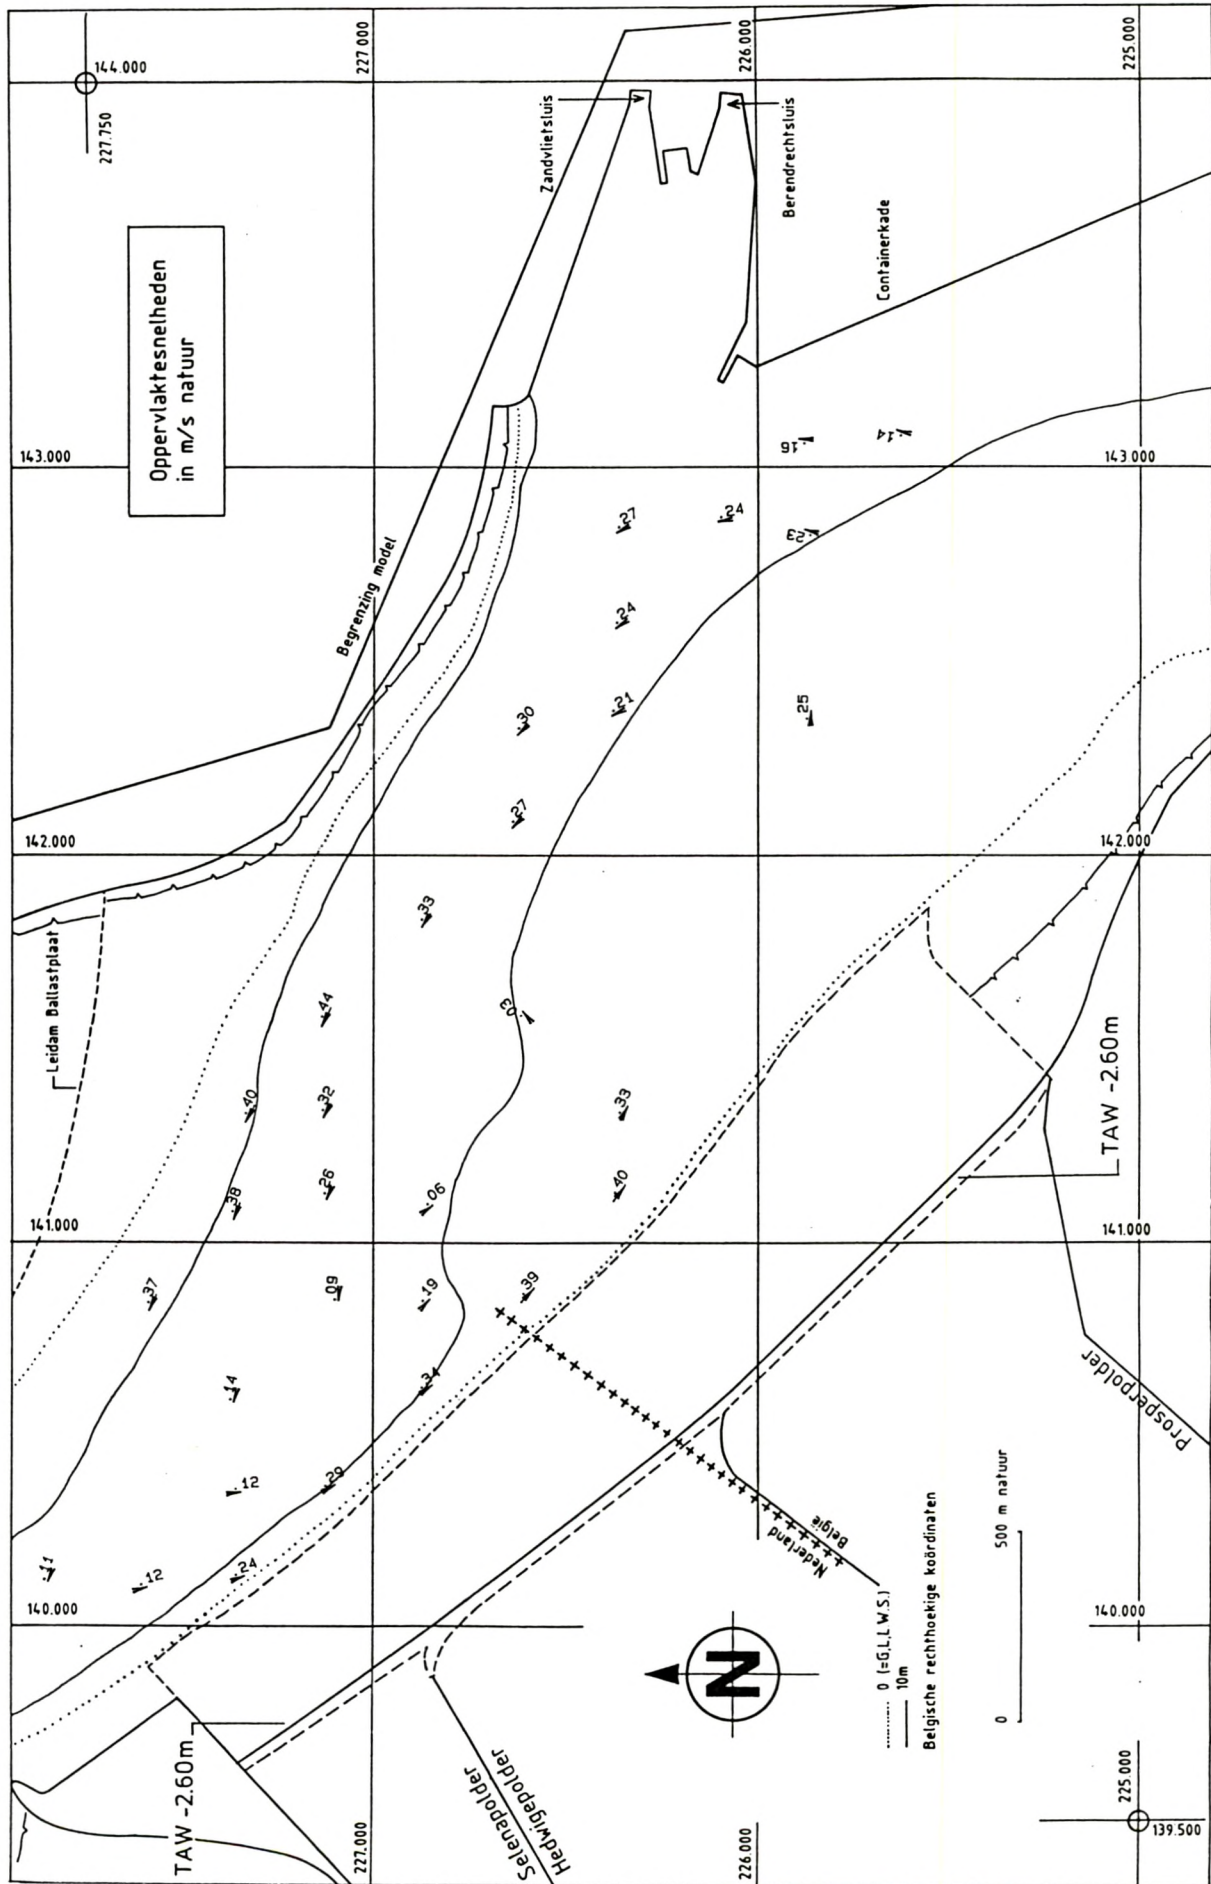 144.000
227.750
227.000
226.000
225.000
Oppervlaktesnelheden
in m/s natuur
Zandvlietsluis
Berendrechtsluis
Containerkade
143.000
143.000
Begrenzing model
.16
.14
.27
.24
.23
.24
.30
.21
.25
.27
142.000
142.000
Leidam Ballastplaat
.33
.44
.03
.40
.32
.33
.38
.26
.06
.40
141.000
141.000
TAW -2.60m
.37
.09
.19
.39
.14
.34
Prosperpolder
.12
.29
Nederland
België
.11
.12
.24
140.000
140.000
0 (=G.L.L.W.S.)
10m
Belgische rechthoekige koördinaten
0
500 m natuur
N
TAW -2.60m
Selenapolder
Hedwigepolder
227.000
226.000
225.000
139.500